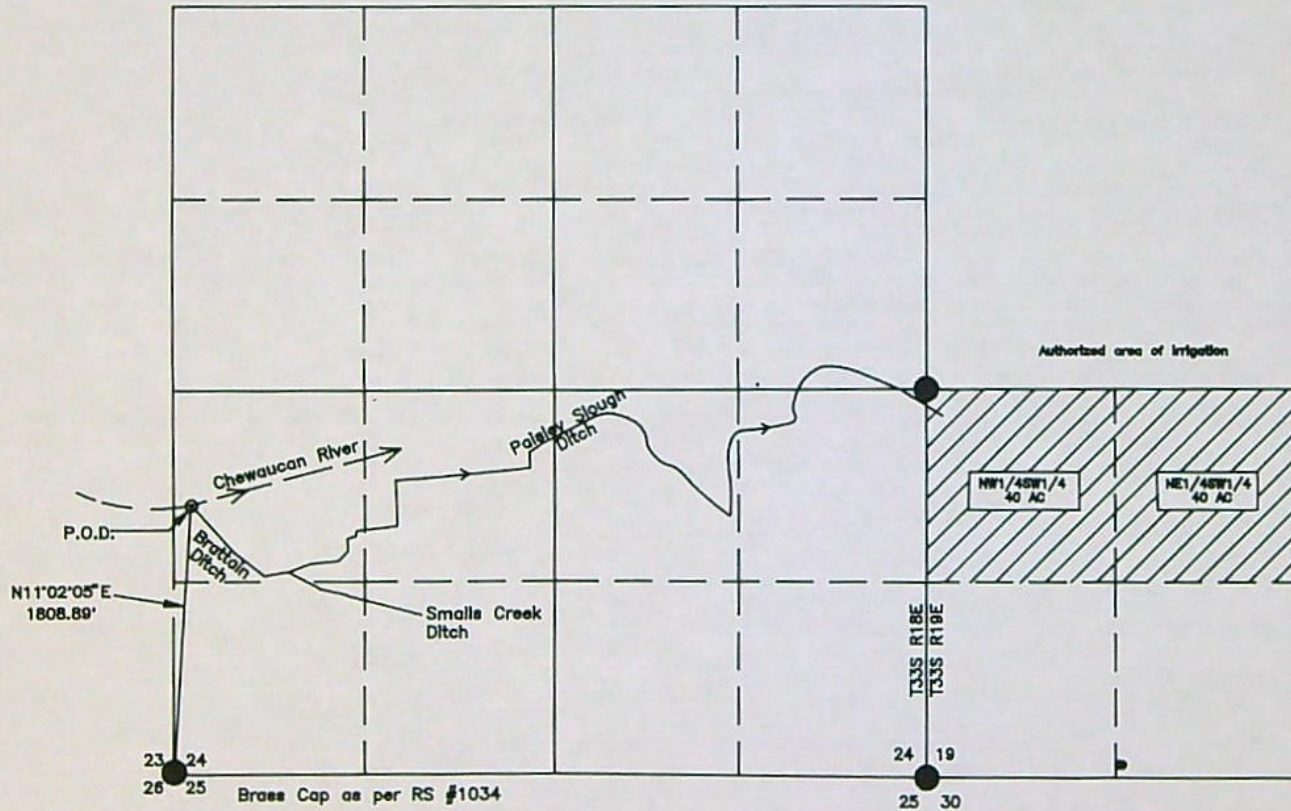 Authorized area of irrigation
Chewaucan River
Paisley Slough
Ditch
NW1/4SW1/4
40 AC
NE1/4SW1/4
40 AC
P.O.D.
Brattain
Ditch
N11°02'05"E
1808.89'
Smalls Creek
Ditch
T33S R18E
T33S R19E
23 24
26 25
Brass Cap as per RS #1034
24 19
25 30